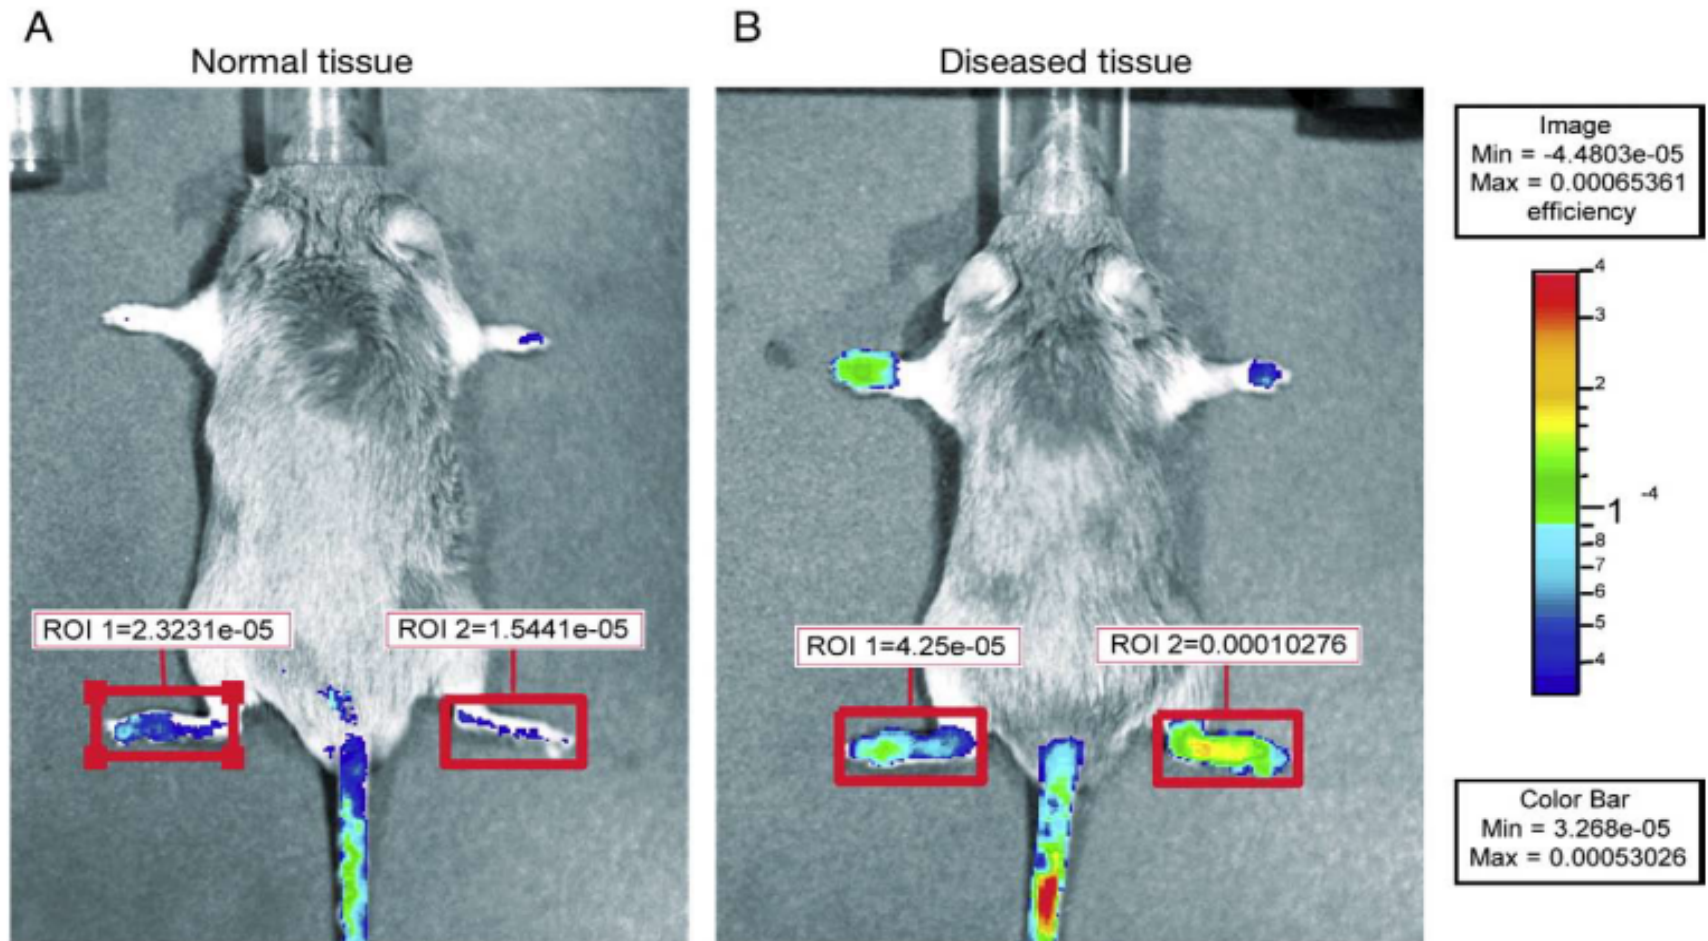 A
Normal tissue
B
Diseased tissue
ROI 1=2.3231e-05
ROI 2=1.5441e-05
ROI 1=4.25e-05
ROI 2=0.00010276
Image
Min = -4.4803e-05
Max = 0.00065361
efficiency
4
3
2
1 -4
8
7
6
5
4
Color Bar
Min = 3.268e-05
Max = 0.00053026